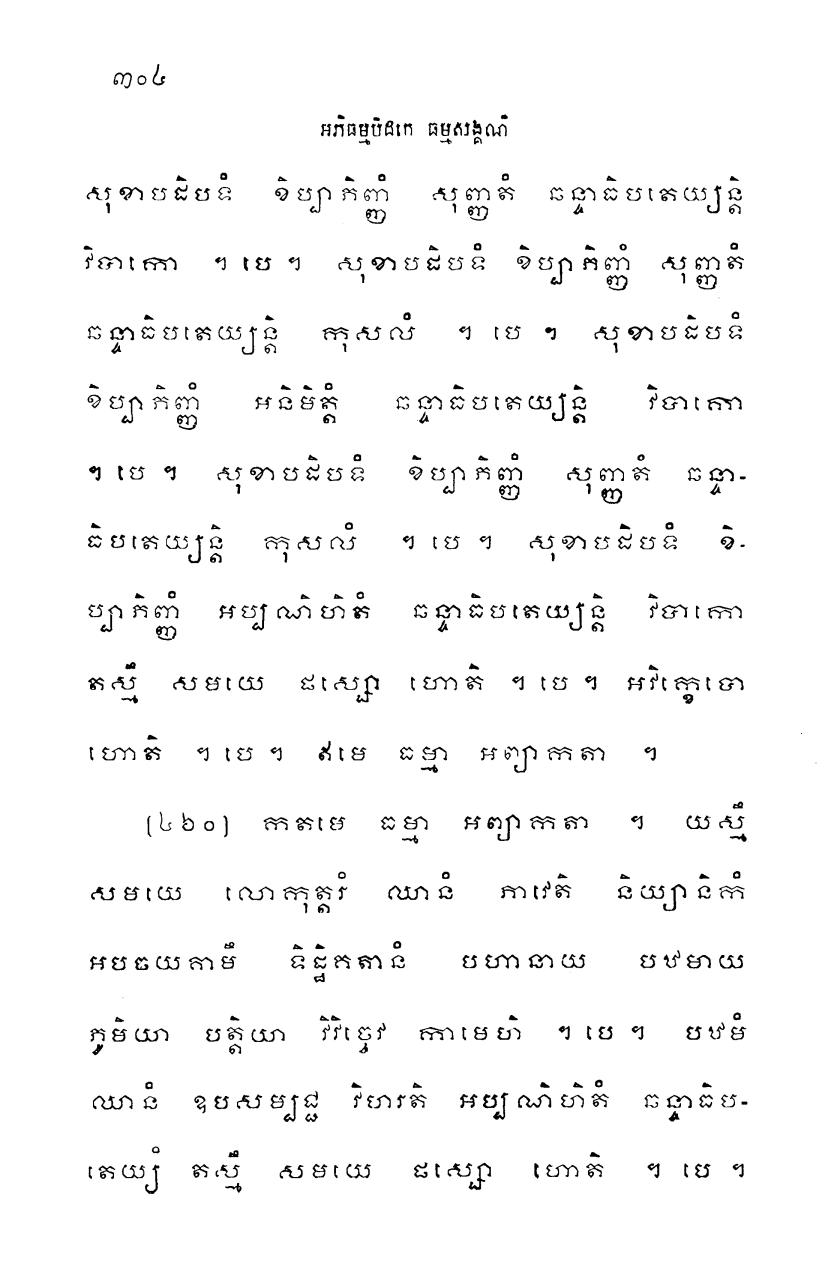 ៣០៤
អភិធម្មបិដកេ ធម្មសង្គណី
សុខាបដិបទំ ខិប្បាភិញ្ញំ សុញ្ញតំ ឆន្ទាធិបតេយ្យន្តិ
វិបាកោ ។ បេ ។ សុខាបដិបទំ ខិប្បាភិញ្ញំ សុញ្ញតំ
ឆន្ទាធិបតេយ្យន្តិ កុសលំ ។ បេ ។ សុខាបដិបទំ
ខិប្បាភិញ្ញំ អនិមិត្តំ ឆន្ទាធិបតេយ្យន្តិ វិបាកោ
។ បេ ។ សុខាបដិបទំ ខិប្បាភិញ្ញំ សុញ្ញតំ ឆន្ទា-
ធិបតេយ្យន្តិ កុសលំ ។ បេ ។ សុខាបដិបទំ ខិ-
ប្បាភិញ្ញំ អប្បណិហិតំ ឆន្ទាធិបតេយ្យន្តិ វិបាកោ
តស្មឹ សមយេ ផស្សោ ហោតិ ។ បេ ។ អវិក្ខេបោ
ហោតិ ។ បេ ។ ឥមេ ធម្មា អព្យាកតា ។
[៤៦០] កតមេ ធម្មា អព្យាកតា ។ យស្មឹ
សមយេ លោកុត្តរំ ឈានំ ភាវេតិ និយ្យានិកំ
អបចយគាមឹ ទិដ្ឋិគតានំ បហានាយ បឋមាយ
ភូមិយា បត្តិយា វិវិច្ចេវ កាមេហិ ។ បេ ។ បឋមំ
ឈានំ ឧបសម្បជ្ជ វិហរតិ អប្បណិហិតំ ឆន្ទាធិប-
តេយ្យំ តស្មឹ សមយេ ផស្សោ ហោតិ ។ បេ ។